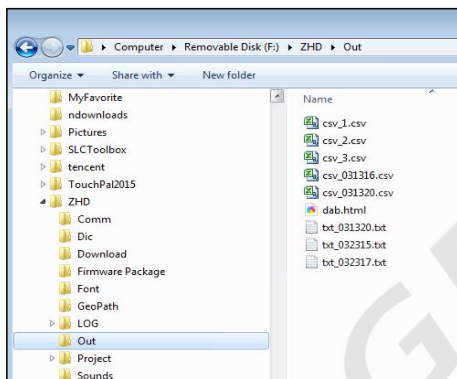 Computer ▸ Removable Disk (F:) ▸ ZHD ▸ Out
Organize Share with New folder
MyFavorite
ndownloads
Pictures
SLCToolbox
tencent
TouchPal2015
ZHD
Comm
Dic
Download
Firmware Package
Font
GeoPath
LOG
Out
Project
Sounds
Name
csv_1.csv
csv_2.csv
csv_3.csv
csv_031316.csv
csv_031320.csv
dab.html
txt_031320.txt
txt_032315.txt
txt_032317.txt